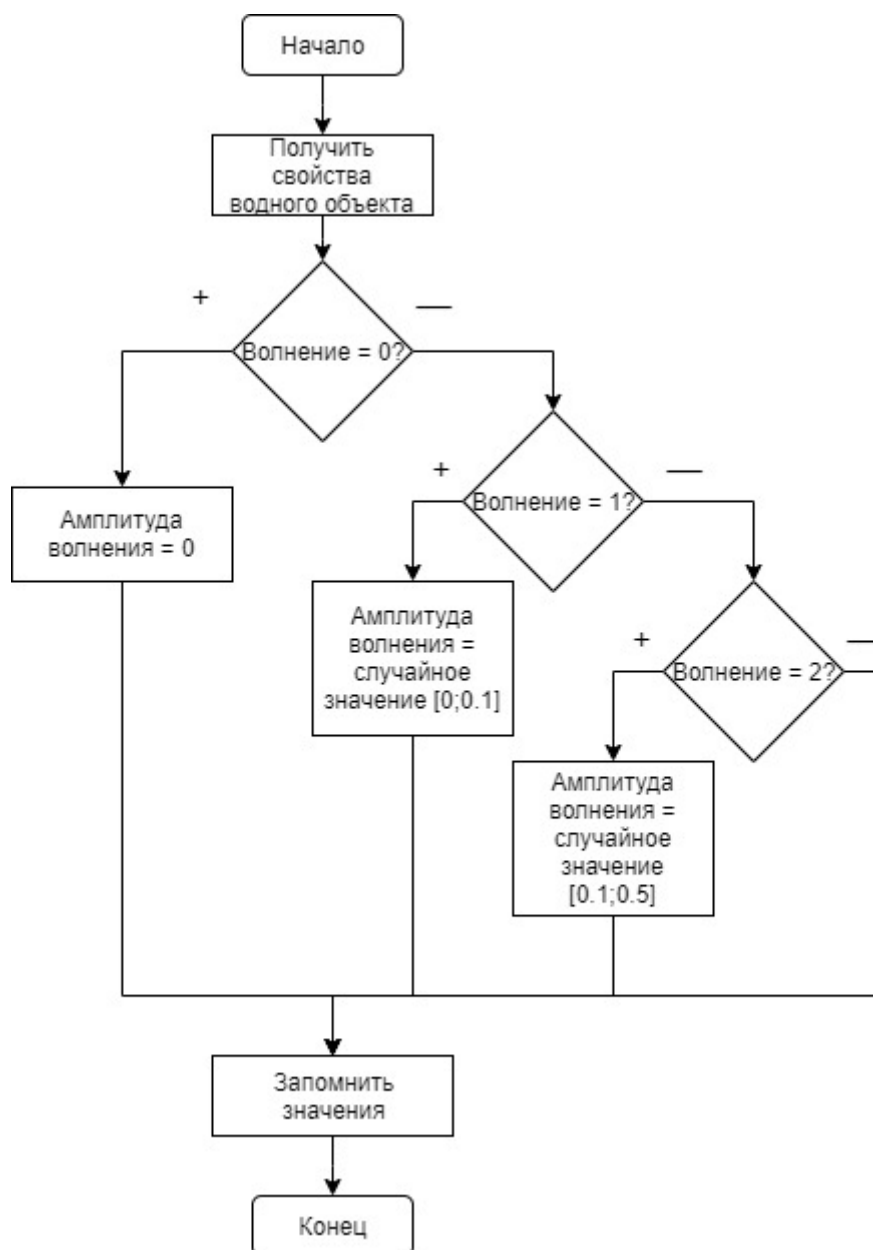 Начало
Получить
свойства
водного объекта
+
—
Волнение = 0?
+
—
Волнение = 1?
Амплитуда
волнения = 0
Амплитуда
волнения =
случайное
значение [0;0.1]
+
—
Волнение = 2?
Амплитуда
волнения =
случайное
значение
[0.1;0.5]
Запомнить
значения
Конец